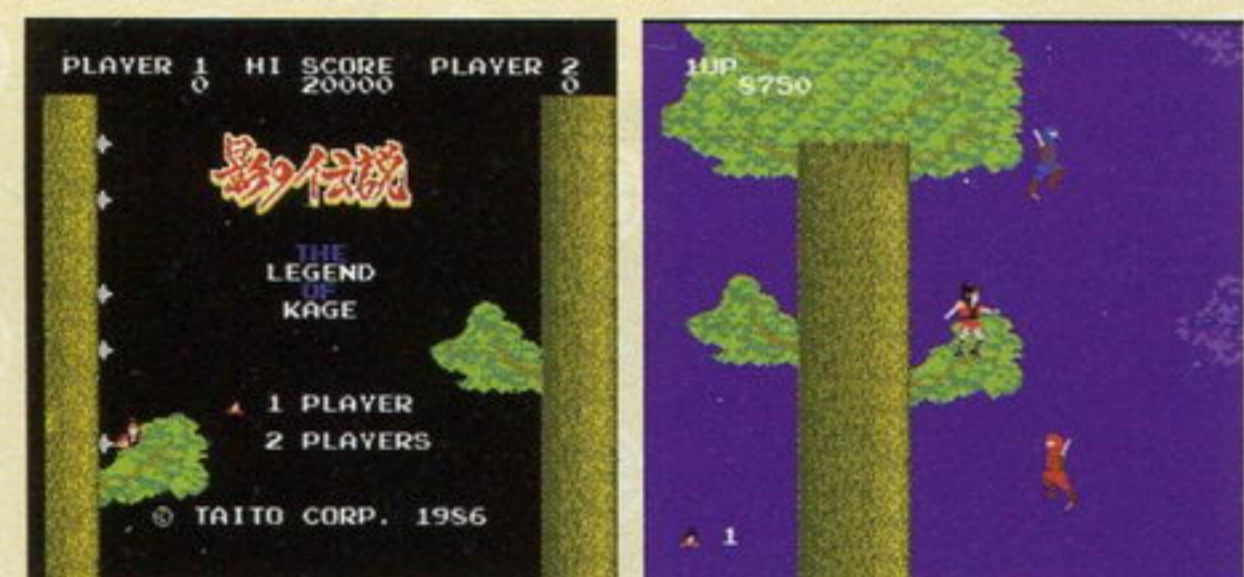 PLAYER 1 HI SCORE PLAYER 2
0 20000 0
影の伝説
THE
LEGEND
OF
KAGE
1 PLAYER
2 PLAYERS
© TAITO CORP. 1986
1UP
8750
1